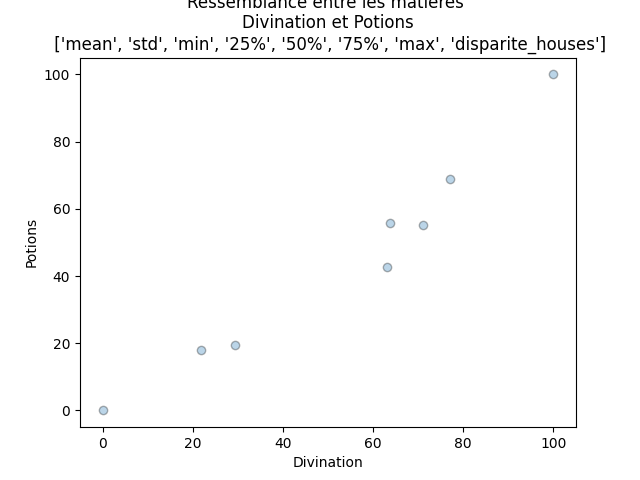 Ressemblance entre les matières
Divination et Potions
['mean', 'std', 'min', '25%', '50%', '75%', 'max', 'disparite_houses']
100
80
60
40
20
0
Potions
0 20 40 60 80 100
Divination